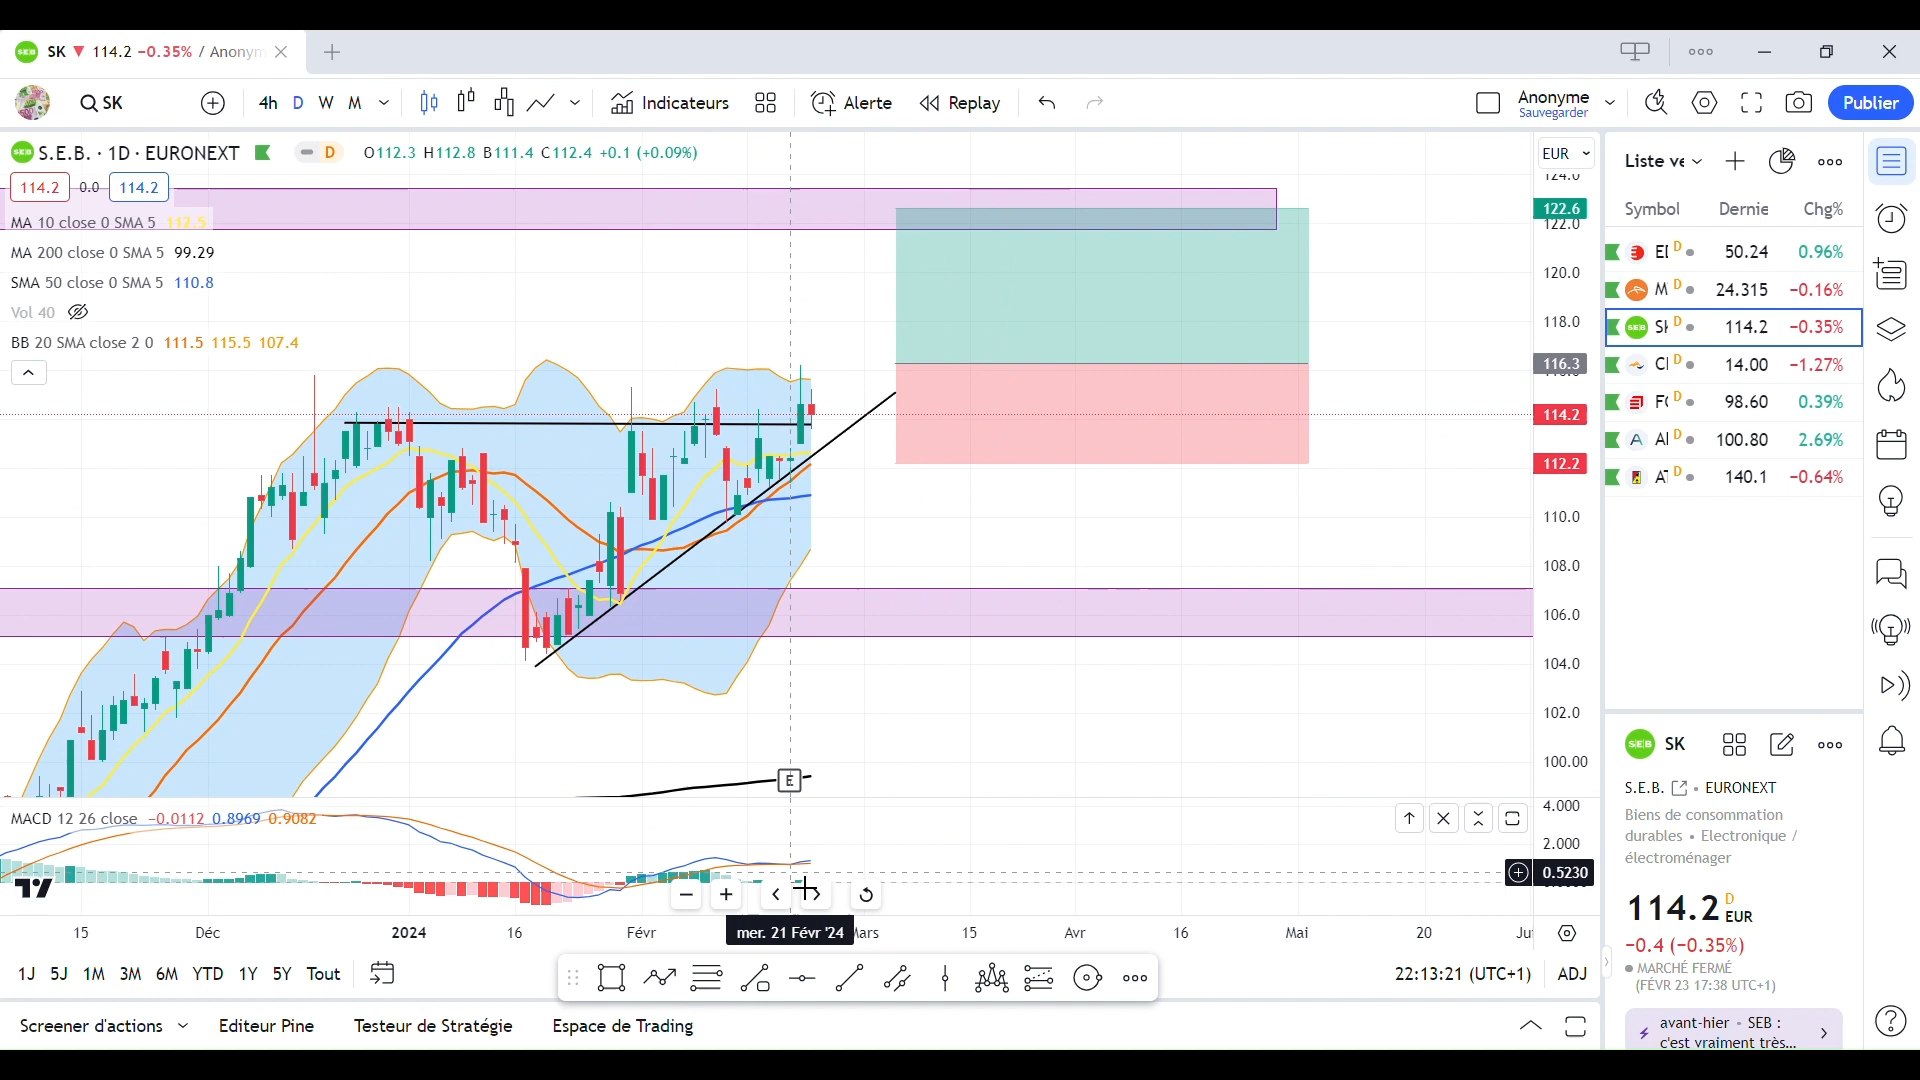 SK 114.2 −0.35% / Anonym
SK
4h D W M
Indicateurs
Alerte
Replay
Anonyme
Sauvegarder
Publier
S.E.B. · 1D · EURONEXT
D
O112.3 H112.8 B111.4 C112.4 +0.1 (+0.09%)
114.2 0.0 114.2
MA 10 close 0 SMA 5 112.5
MA 200 close 0 SMA 5 99.29
SMA 50 close 0 SMA 5 110.8
Vol 40
BB 20 SMA close 2 0 111.5 115.5 107.4
EUR
124.0
122.6
122.0
120.0
118.0
116.3
114.2
112.2
110.0
108.0
106.0
104.0
102.0
100.00
E
MACD 12 26 close −0.0112 0.8969 0.9082
4.000
2.000
0.5230
15 Déc 2024 16 Févr mer. 21 Févr '24 Mars 15 Avr 16 Mai 20 Ju
1J 5J 1M 3M 6M YTD 1Y 5Y Tout
22:13:21 (UTC+1) ADJ
Screener d'actions
Editeur Pine
Testeur de Stratégie
Espace de Trading
Liste ve
Symbol Dernie Chg%
D 50.24 0.96%
M D 24.315 −0.16%
SEB D 114.2 −0.35%
D 14.00 −1.27%
D 98.60 0.39%
D 100.80 2.69%
D 140.1 −0.64%
SEB SK
S.E.B. • EURONEXT
Biens de consommation
durables • Electronique /
électroménager
114.2 D EUR
−0.4 (−0.35%)
MARCHÉ FERMÉ
(FÉVR 23 17:38 UTC+1)
avant-hier • SEB :
c'est vraiment très...